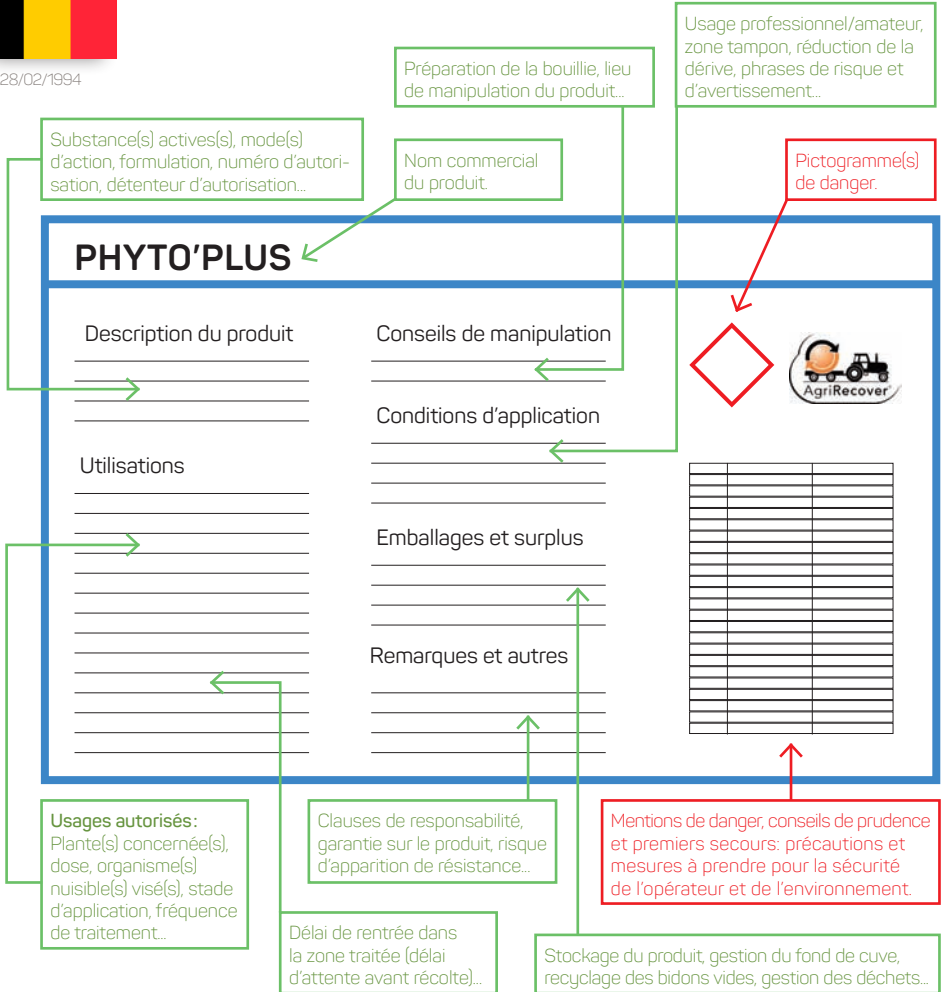 28/02/1994
Usage professionnel/amateur,
zone tampon, réduction de la
dérive, phrases de risque et
d'avertissement...
Préparation de la bouillie, lieu
de manipulation du produit...
Substance(s) actives(s), mode(s)
d'action, formulation, numéro d'autori-
sation, détenteur d'autorisation...
Nom commercial
du produit.
Pictogramme(s)
de danger.
PHYTO'PLUS
Description du produit
Utilisations
Conseils de manipulation
Conditions d'application
Emballages et surplus
Remarques et autres
AgriRecover
Usages autorisés:
Plante(s) concernée(s),
dose, organisme(s)
nuisible(s) visé(s), stade
d'application, fréquence
de traitement...
Clauses de responsabilité,
garantie sur le produit, risque
d'apparition de résistance...
Mentions de danger, conseils de prudence
et premiers secours: précautions et
mesures à prendre pour la sécurité
de l'opérateur et de l'environnement.
Délai de rentrée dans
la zone traitée (délai
d'attente avant récolte)...
Stockage du produit, gestion du fond de cuve,
recyclage des bidons vides, gestion des déchets...